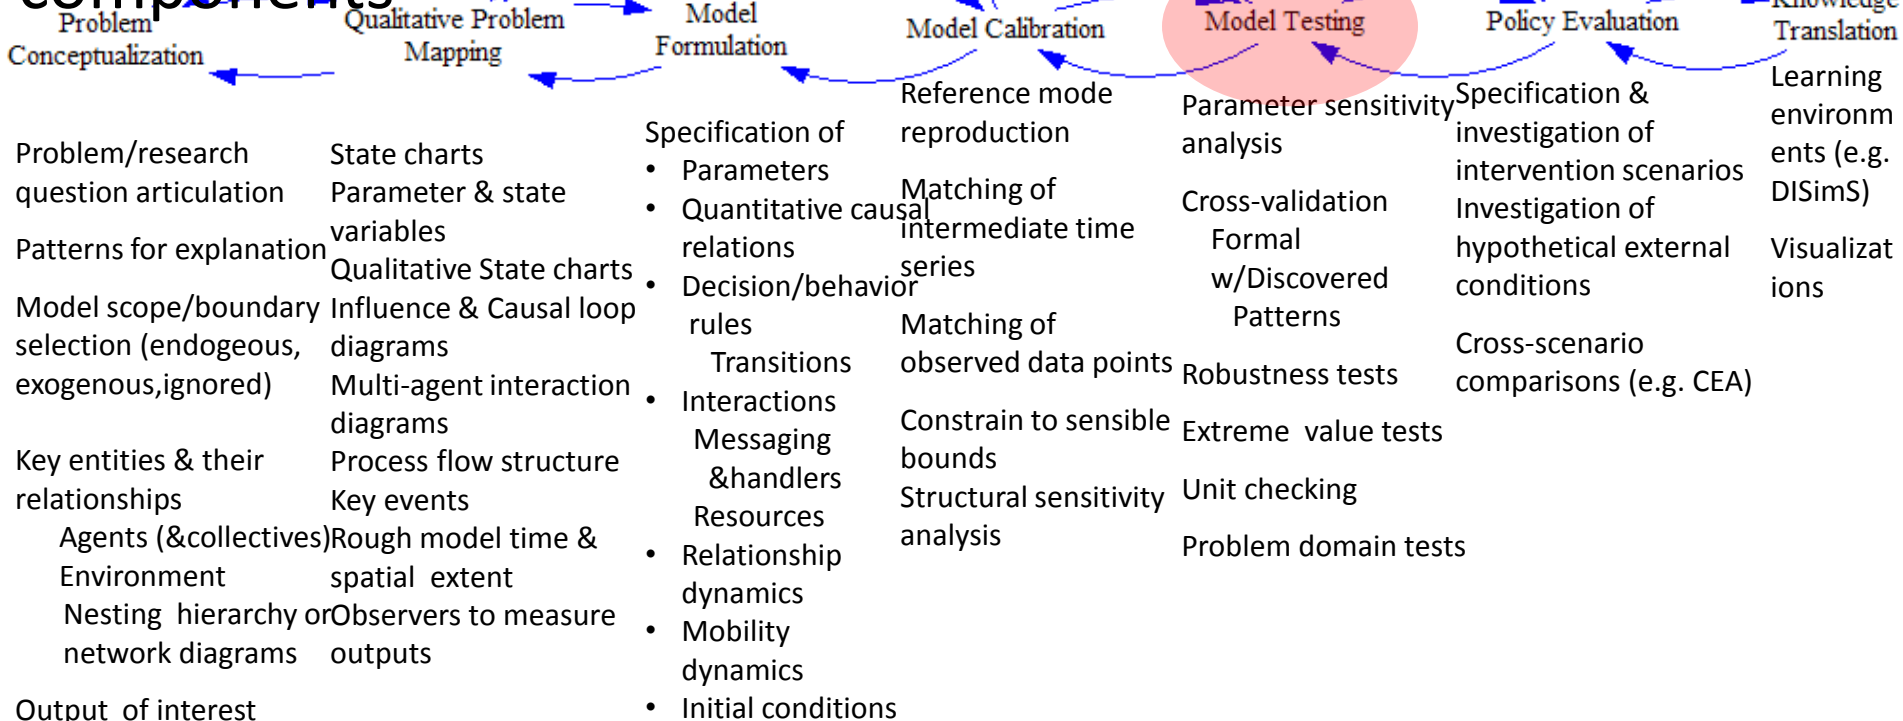 components
Problem
Conceptualization
Qualitative Problem
Mapping
Model
Formulation
Model Calibration
Model Testing
Policy Evaluation
Knowledge
Translation
Problem/research
question articulation
Patterns for explanation
Model scope/boundary
selection (endogeous,
exogenous,ignored)
Key entities & their
relationships
Agents (&collectives)
Environment
Nesting hierarchy or
network diagrams
Output of interest
State charts
Parameter & state
variables
Qualitative State charts
Influence & Causal loop
diagrams
Multi-agent interaction
diagrams
Process flow structure
Key events
Rough model time &
spatial extent
Observers to measure
outputs
Specification of
• Parameters
• Quantitative causal
relations
• Decision/behavior
rules
Transitions
• Interactions
Messaging
&handlers
Resources
• Relationship
dynamics
• Mobility
dynamics
• Initial conditions
Reference mode
reproduction
Matching of
intermediate time
series
Matching of
observed data points
Constrain to sensible
bounds
Structural sensitivity
analysis
Parameter sensitivity
analysis
Cross-validation
Formal
w/Discovered
Patterns
Robustness tests
Extreme value tests
Unit checking
Problem domain tests
Specification &
investigation of
intervention scenarios
Investigation of
hypothetical external
conditions
Cross-scenario
comparisons (e.g. CEA)
Learning
environm
ents (e.g.
DISimS)
Visualizat
ions